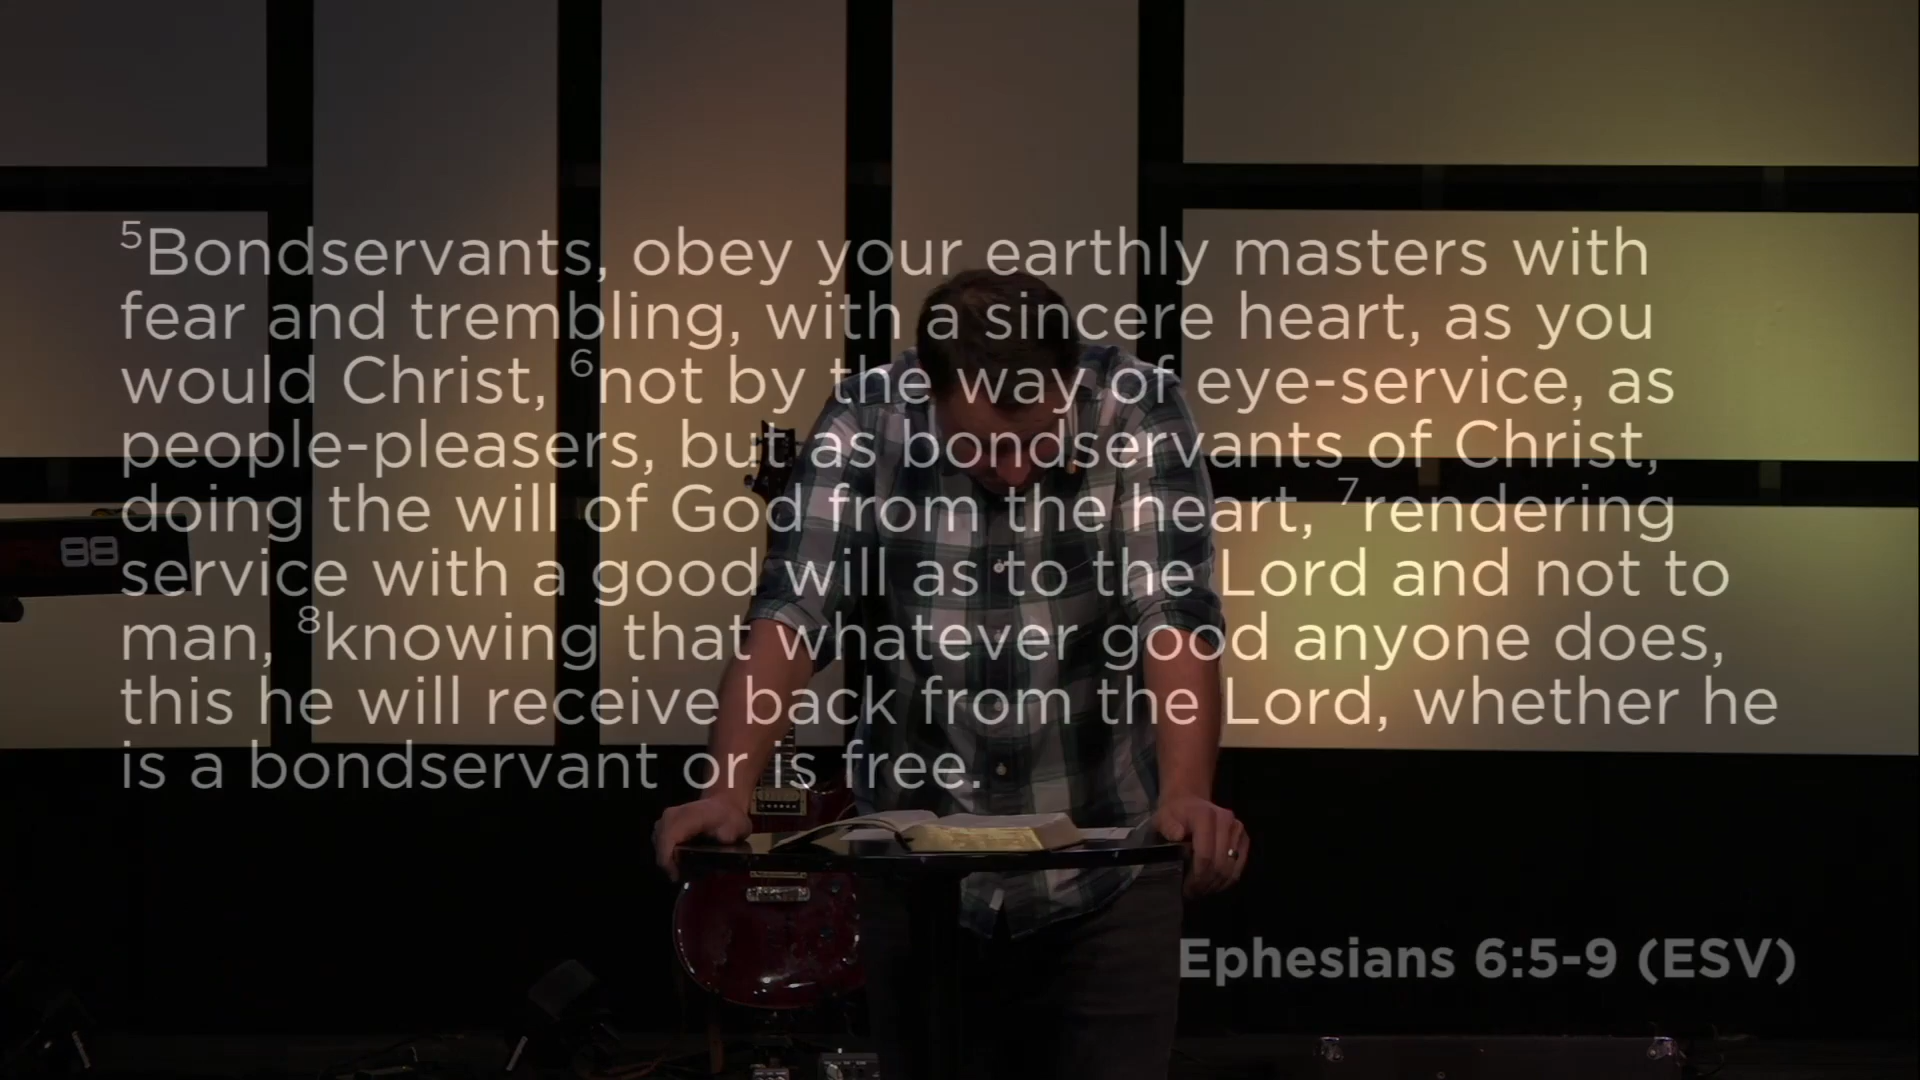 ⁵Bondservants, obey your earthly masters with
fear and trembling, with a sincere heart, as you
would Christ, ⁶not by the way of eye-service, as
people-pleasers, but as bondservants of Christ,
doing the will of God from the heart, ⁷rendering
service with a good will as to the Lord and not to
man, ⁸knowing that whatever good anyone does,
this he will receive back from the Lord, whether he
is a bondservant or is free.
88
Ephesians 6:5-9 (ESV)